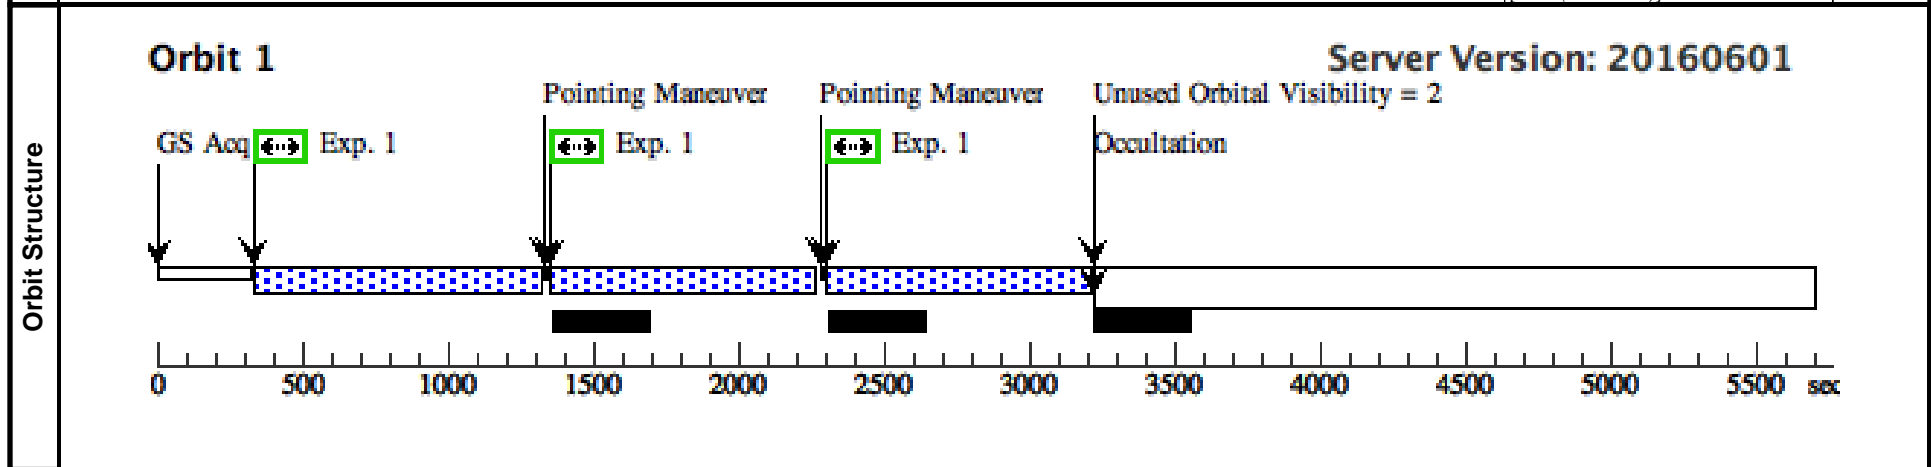 Orbit Structure
Orbit 1
Server Version: 20160601
Pointing Maneuver Pointing Maneuver Unused Orbital Visibility = 2
GS Acq Exp. 1 Exp. 1 Exp. 1 Occultation
0 500 1000 1500 2000 2500 3000 3500 4000 4500 5000 5500 sec